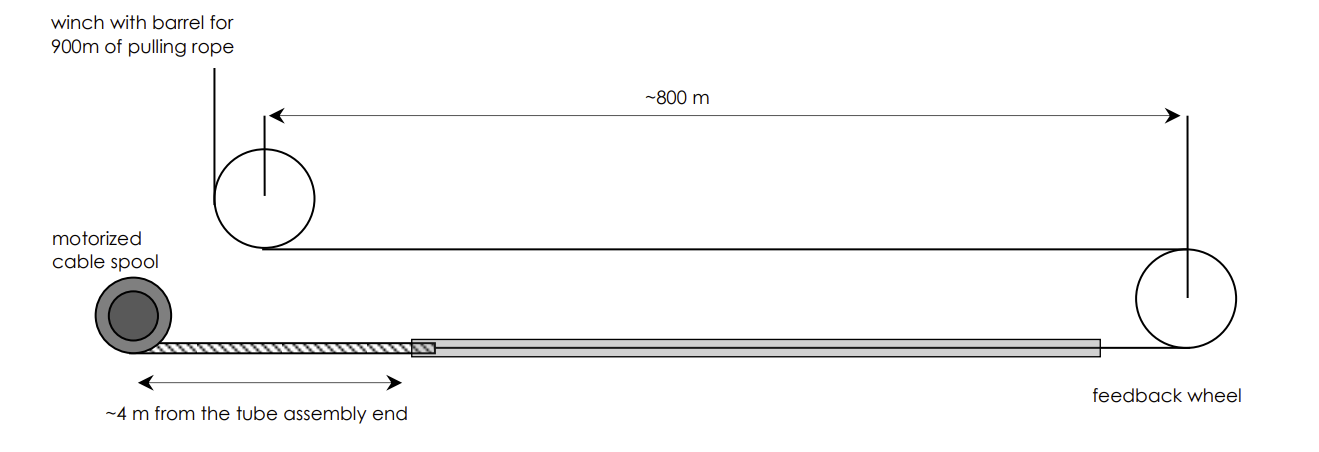 winch with barrel for
900m of pulling rope
~800 m
motorized
cable spool
~4 m from the tube assembly end
feedback wheel